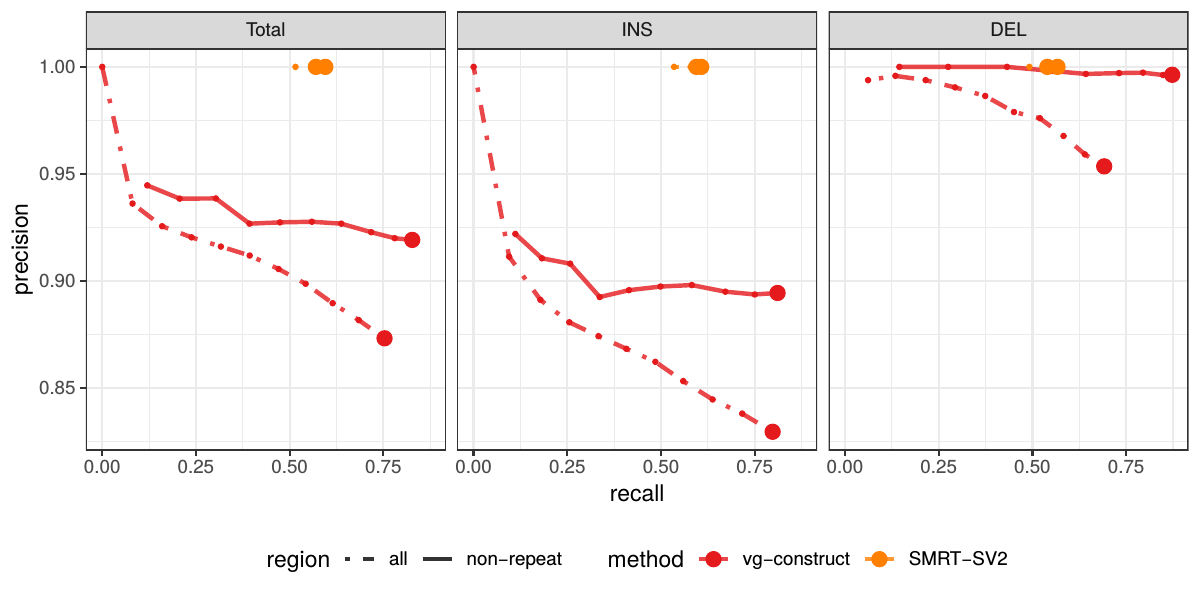 Total INS DEL
1.00
0.95
0.90
0.85
precision
0.00 0.25 0.50 0.75 0.00 0.25 0.50 0.75 0.00 0.25 0.50 0.75
recall
region all non−repeat method vg−construct SMRT−SV2